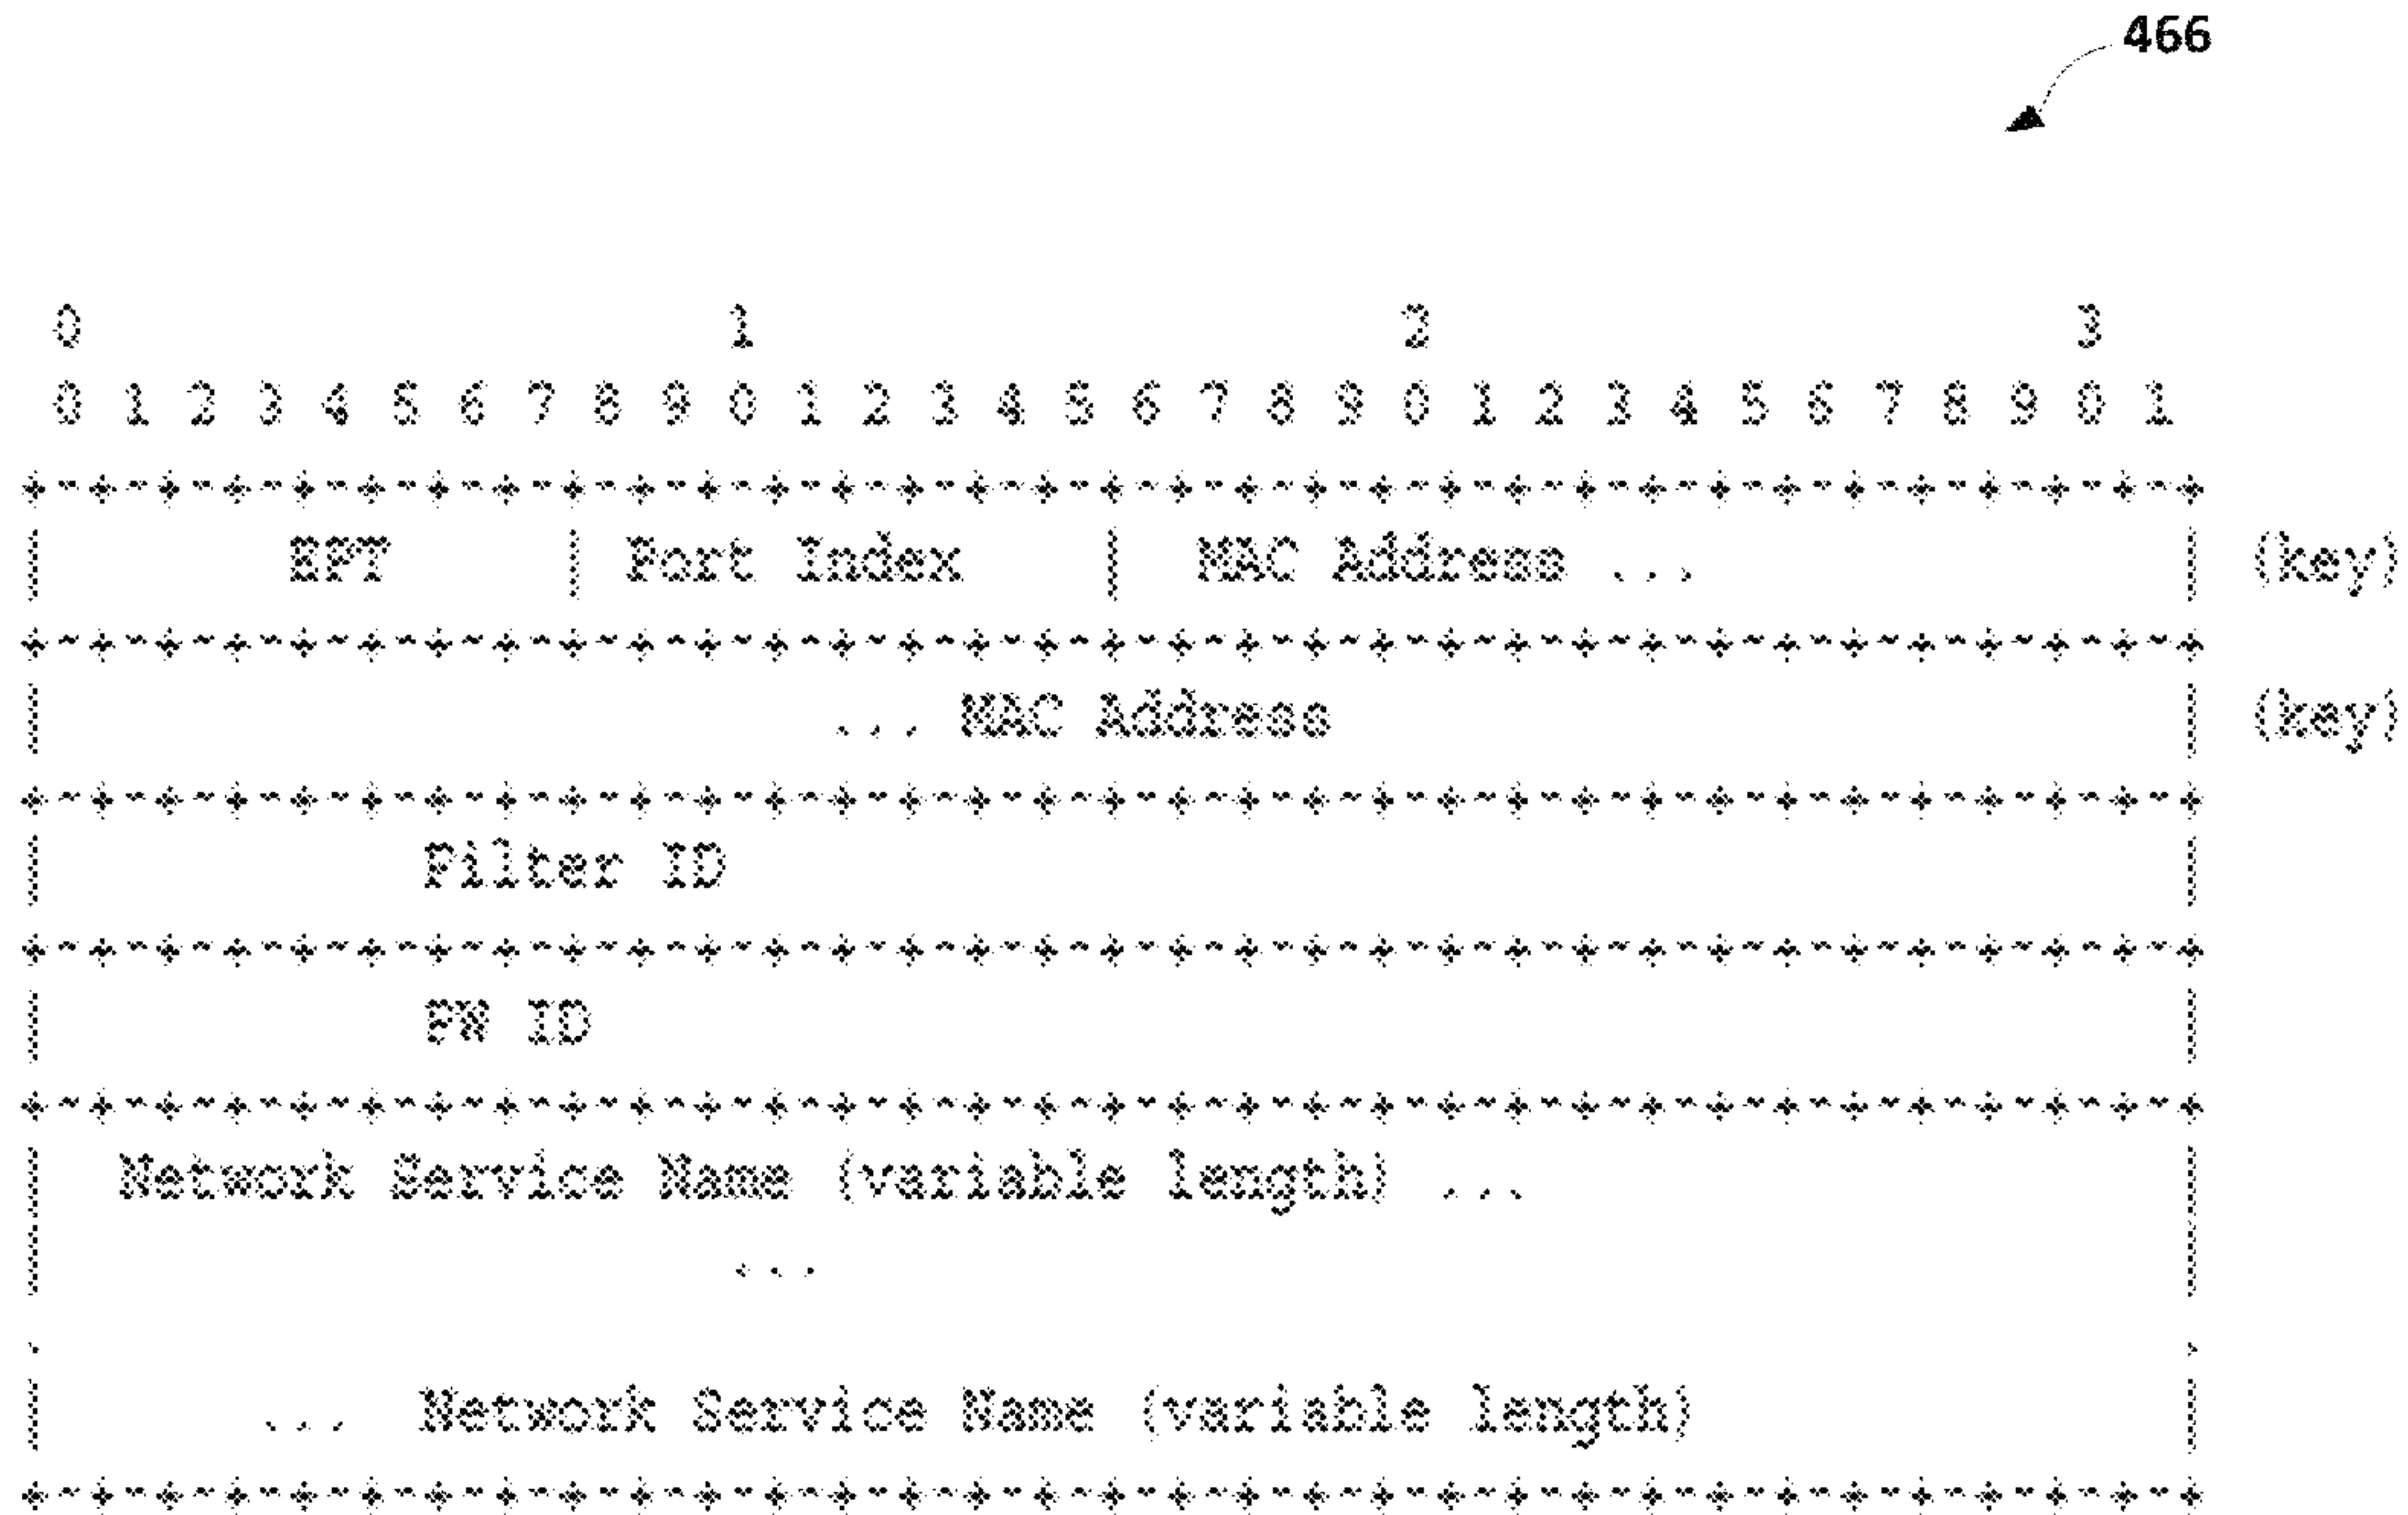 466
0 1 2 3
0 1 2 3 4 5 6 7 8 9 0 1 2 3 4 5 6 7 8 9 0 1 2 3 4 5 6 7 8 9 0 1
+-+-+-+-+-+-+-+-+-+-+-+-+-+-+-+-+-+-+-+-+-+-+-+-+-+-+-+-+-+-+-+-+
| EPT | Port Index | MAC Address ... | (key)
+-+-+-+-+-+-+-+-+-+-+-+-+-+-+-+-+-+-+-+-+-+-+-+-+-+-+-+-+-+-+-+-+
| ... MAC Address | (key)
+-+-+-+-+-+-+-+-+-+-+-+-+-+-+-+-+-+-+-+-+-+-+-+-+-+-+-+-+-+-+-+-+
| Filter ID |
+-+-+-+-+-+-+-+-+-+-+-+-+-+-+-+-+-+-+-+-+-+-+-+-+-+-+-+-+-+-+-+-+
| PW ID |
+-+-+-+-+-+-+-+-+-+-+-+-+-+-+-+-+-+-+-+-+-+-+-+-+-+-+-+-+-+-+-+-+
| Network Service Name (variable length) ... |
| ... |
. .
| ... Network Service Name (variable length) |
+-+-+-+-+-+-+-+-+-+-+-+-+-+-+-+-+-+-+-+-+-+-+-+-+-+-+-+-+-+-+-+-+